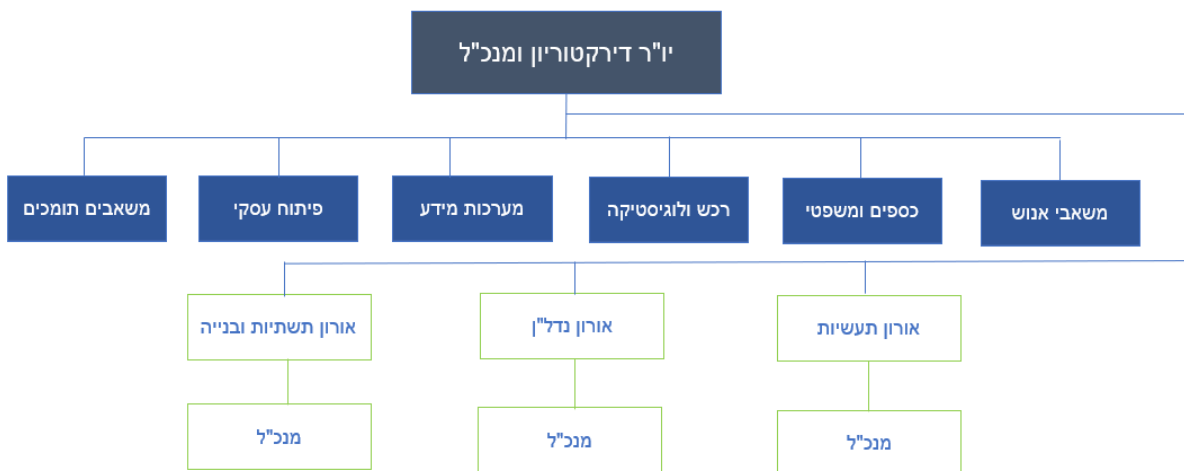 יו"ר דירקטוריון ומנכ"ל
משאבי אנוש
כספים ומשפטי
רכש ולוגיסטיקה
מערכות מידע
פיתוח עסקי
משאבים תומכים
אורון תעשיות
אורון נדל"ן
אורון תשתיות ובנייה
מנכ"ל
מנכ"ל
מנכ"ל